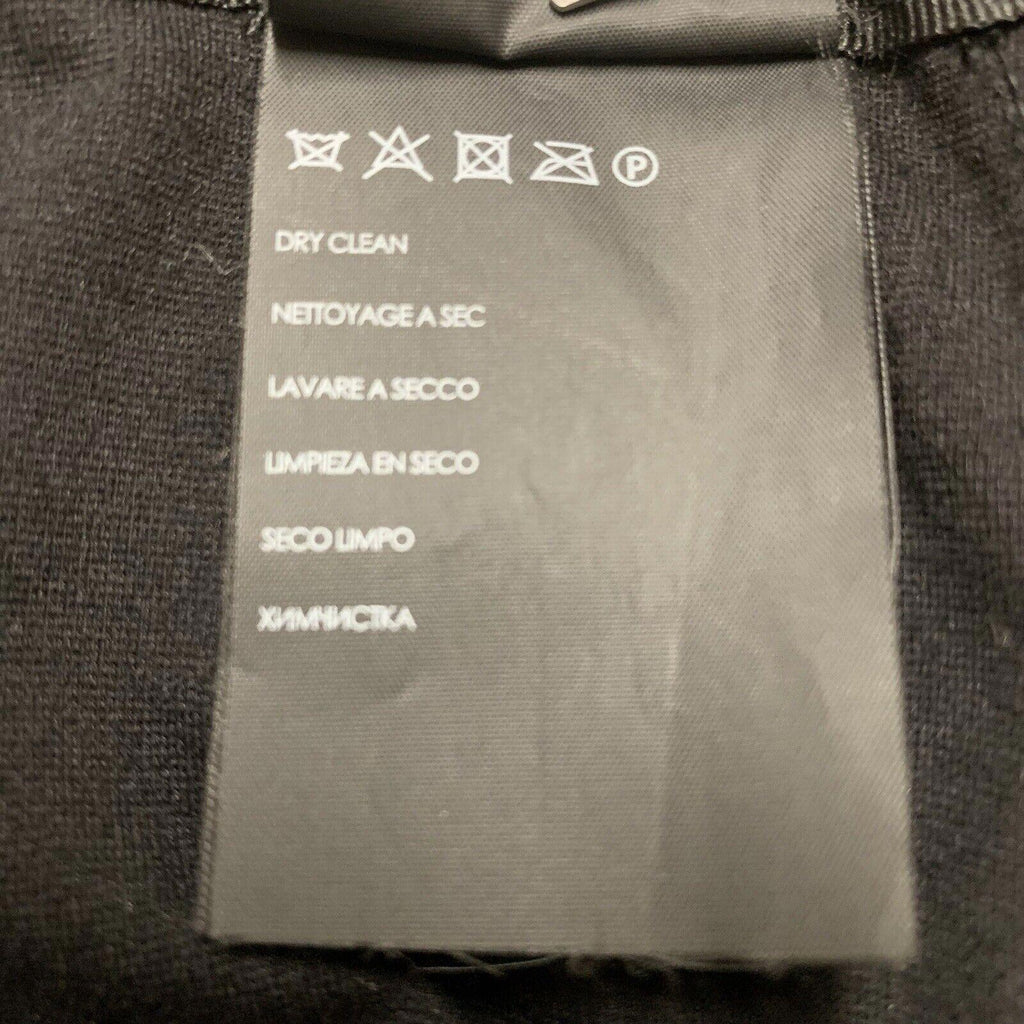 P
DRY CLEAN
NETTOYAGE A SEC
LAVARE A SECCO
LIMPIEZA EN SECO
SECO LIMPO
ХИМЧИСТКА